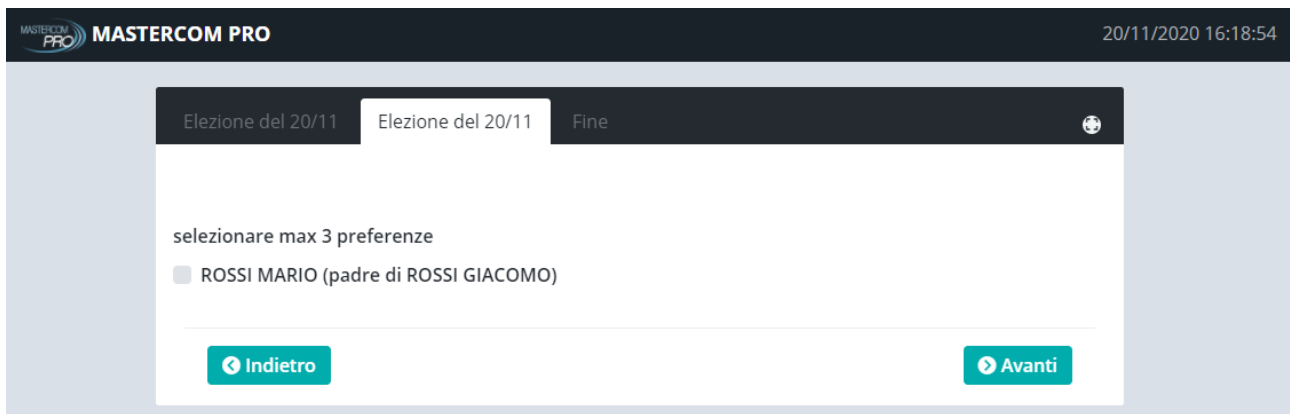 MASTERCOM PRO MASTERCOM PRO 20/11/2020 16:18:54
Elezione del 20/11 Elezione del 20/11 Fine
selezionare max 3 preferenze
ROSSI MARIO (padre di ROSSI GIACOMO)
Indietro Avanti